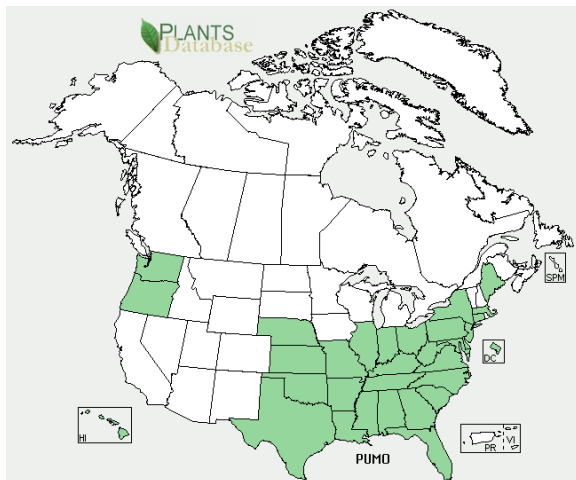 PLANTS
Database
SPM
DC
HI
PR
VI
PUMO